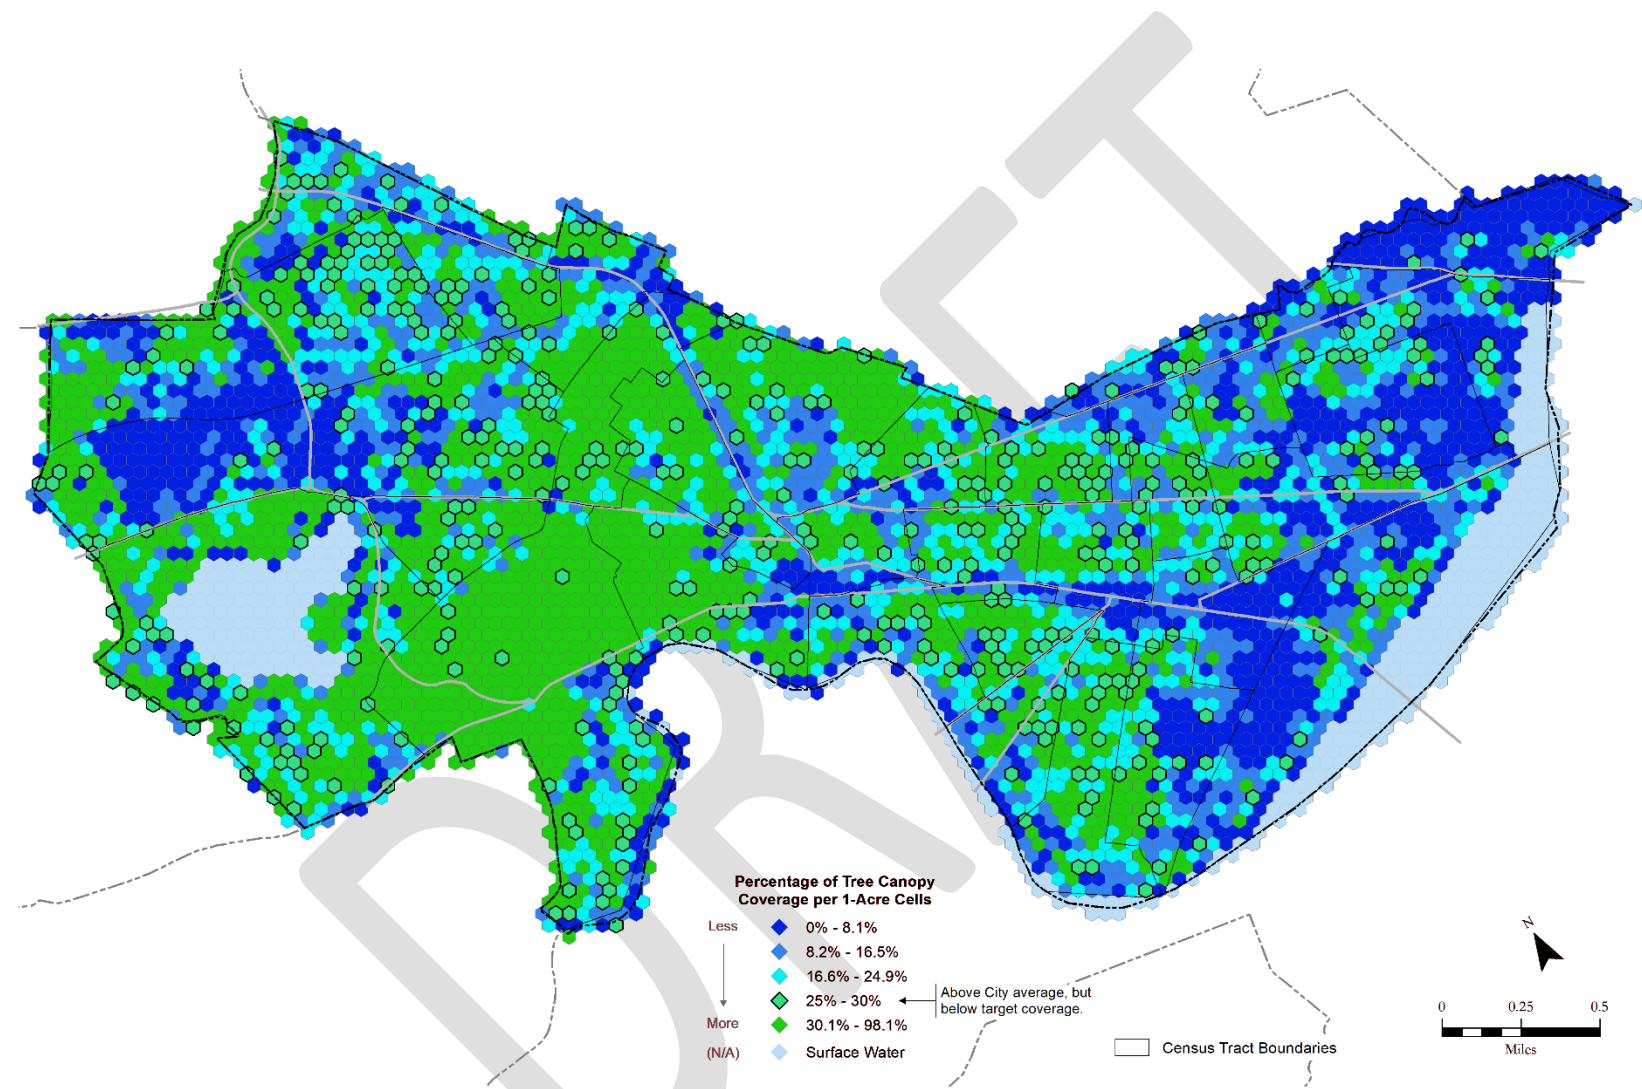 DRAFT
Percentage of Tree Canopy
Coverage per 1-Acre Cells
Less
0% - 8.1%
8.2% - 16.5%
16.6% - 24.9%
25% - 30%
Above City average, but
below target coverage.
More
30.1% - 98.1%
(N/A)
Surface Water
Census Tract Boundaries
N
0
0.25
0.5
Miles